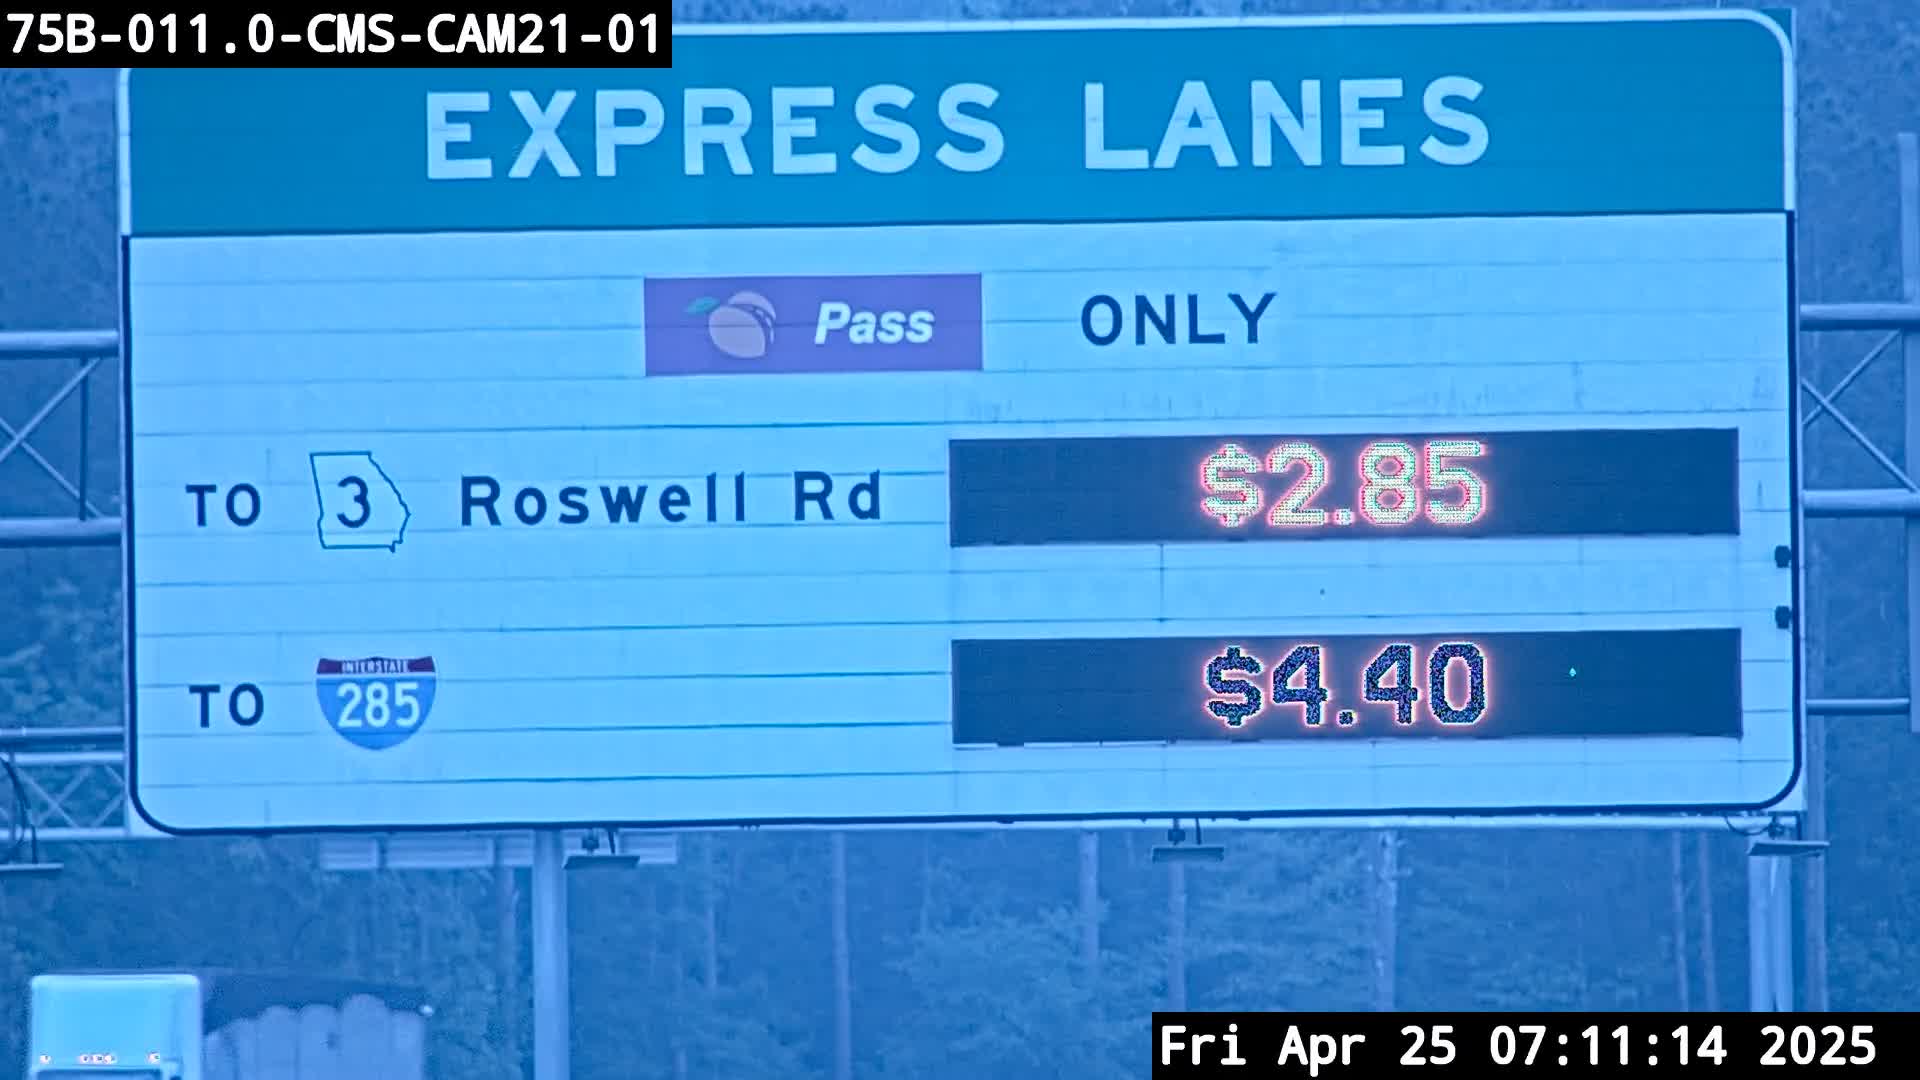 75B-011.0-CMS-CAM21-01
EXPRESS LANES
Pass ONLY
TO 3 Roswell Rd $2.85
TO INTERSTATE 285 $4.40
Fri Apr 25 07:11:14 2025